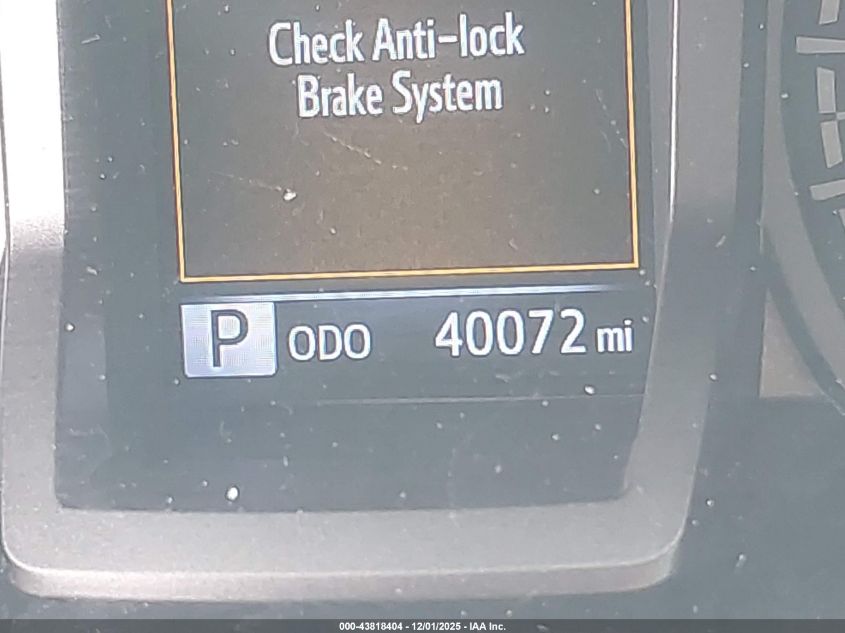 Check Anti-lock
Brake System
P ODO 40072 mi
000-43818404 - 12/01/2025 - IAA Inc.